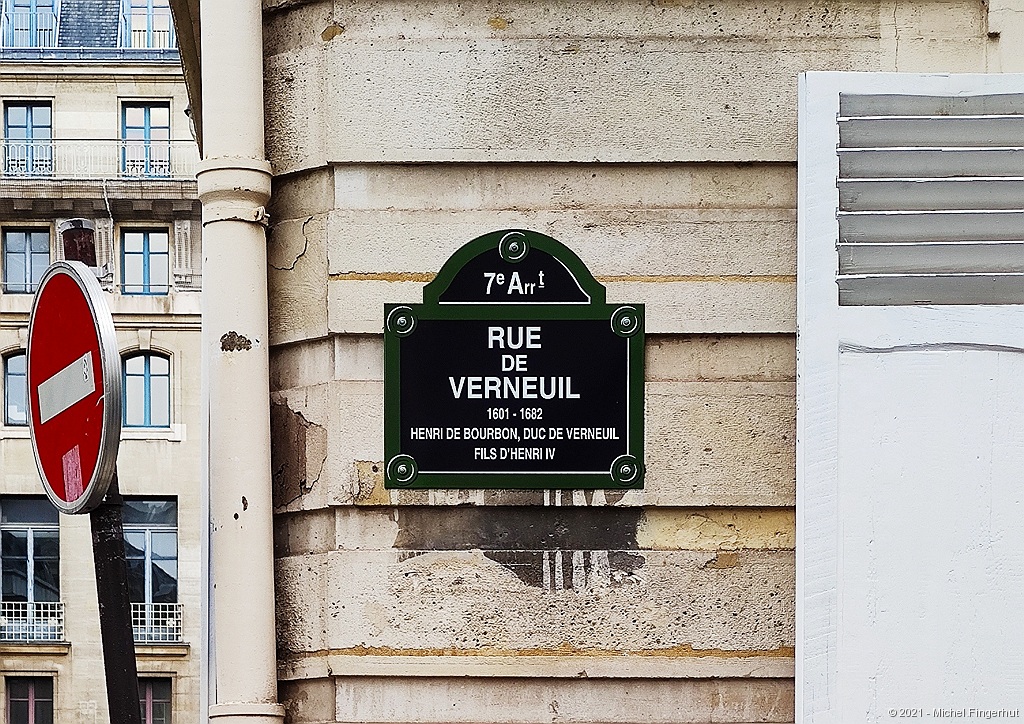 7e Arrt
RUE
DE
VERNEUIL
1601 - 1682
HENRI DE BOURBON, DUC DE VERNEUIL
FILS D'HENRI IV
© 2021 - Michel Fingerhut